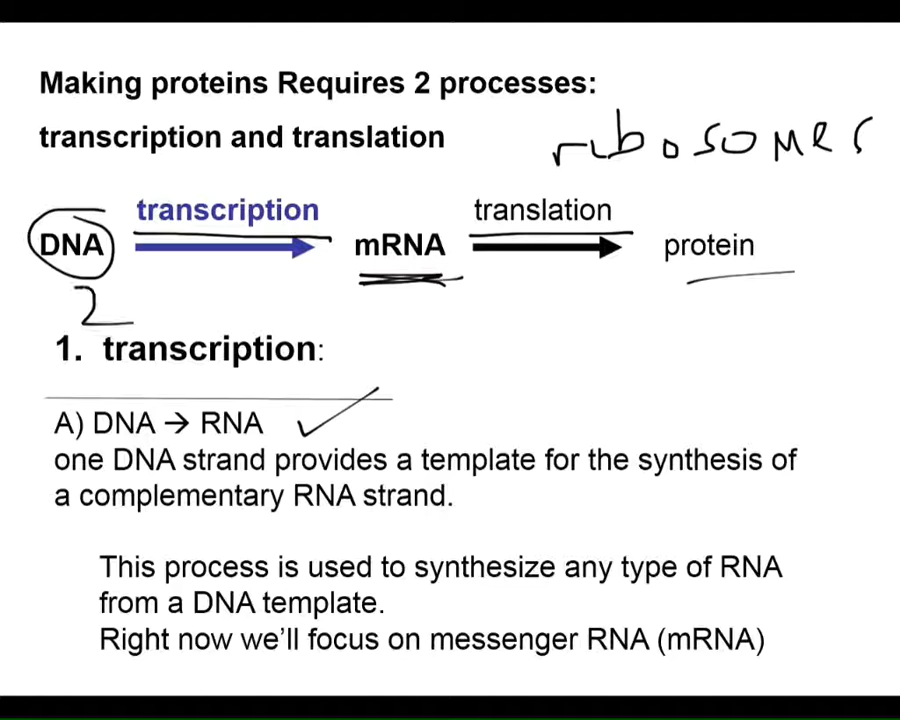 Making proteins Requires 2 processes:
transcription and translation
ribosomes
transcription translation
DNA mRNA protein
2
1. transcription:
A) DNA → RNA
one DNA strand provides a template for the synthesis of
a complementary RNA strand.
This process is used to synthesize any type of RNA
from a DNA template.
Right now we'll focus on messenger RNA (mRNA)